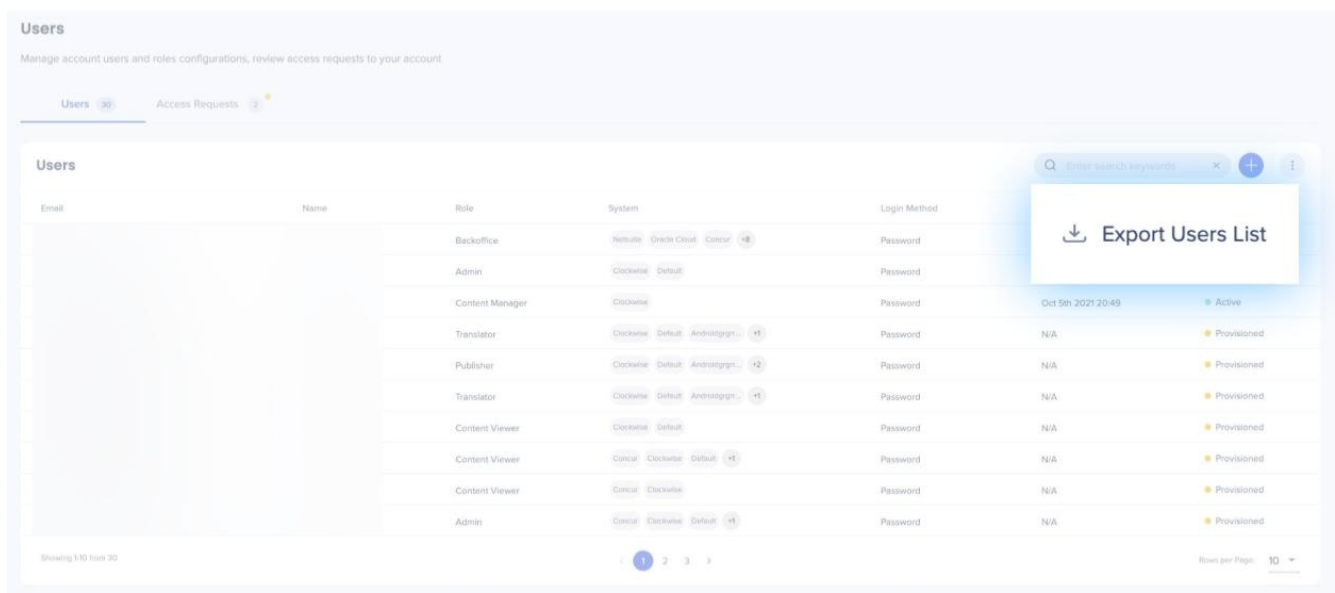 Users
Manage account users and roles configurations, review access requests to your account
Users 30 Access Requests 2
Users
Enter search keywords
Email Name Role System Login Method
Export Users List
Backoffice Netsuite Oracle Cloud Concur +8 Password
Admin Clockwise Default Password
Content Manager Clockwise Password Oct 5th 2021 20:49 Active
Translator Clockwise Default +1 Password N/A Provisioned
Publisher Clockwise Default +2 Password N/A Provisioned
Translator Clockwise Default +1 Password N/A Provisioned
Content Viewer Clockwise Default Password N/A Provisioned
Content Viewer Concur Clockwise Default +1 Password N/A Provisioned
Content Viewer Concur Clockwise Password N/A Provisioned
Admin Concur Clockwise Default +1 Password N/A Provisioned
Showing 1-10 from 30
1 2 3
Rows per Page: 10